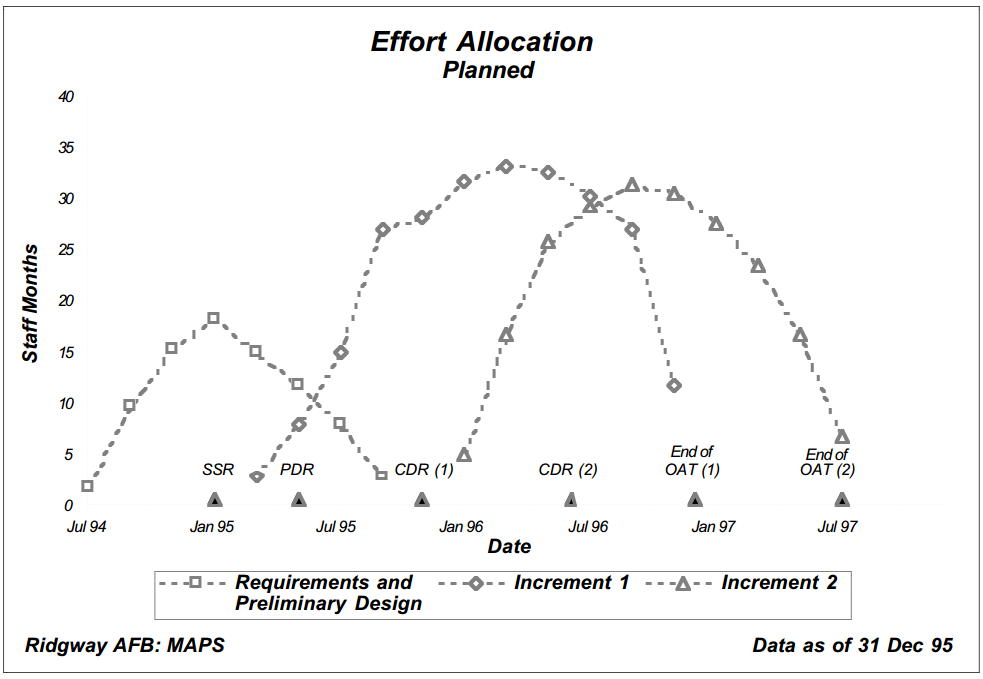 Effort Allocation
Planned
40
35
30
25
20
15
10
5
0
Staff Months
SSR
PDR
CDR (1)
CDR (2)
End of
OAT (1)
End of
OAT (2)
Jul 94
Jan 95
Jul 95
Jan 96
Jul 96
Jan 97
Jul 97
Date
Requirements and
Preliminary Design
Increment 1
Increment 2
Ridgway AFB: MAPS
Data as of 31 Dec 95